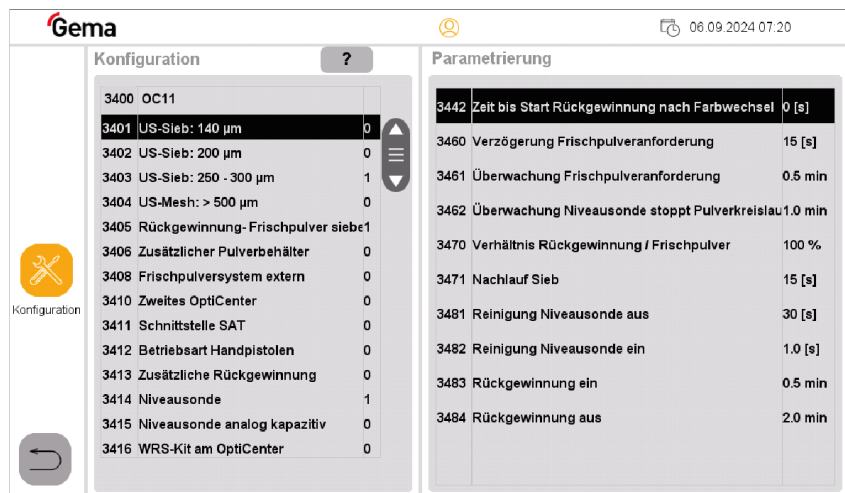 Gema
06.09.2024 07:20
Konfiguration
?
Parametrierung
3400 OC11
3401 US-Sieb: 140 µm 0
3402 US-Sieb: 200 µm 0
3403 US-Sieb: 250 - 300 µm 1
3404 US-Mesh: > 500 µm 0
3405 Rückgewinnung- Frischpulver siebe1
3406 Zusätzlicher Pulverbehälter 0
3408 Frischpulversystem extern 0
3410 Zweites OptiCenter 0
3411 Schnittstelle SAT 0
3412 Betriebsart Handpistolen 0
3413 Zusätzliche Rückgewinnung 0
3414 Niveausonde 1
3415 Niveausonde analog kapazitiv 0
3416 WRS-Kit am OptiCenter 0
3442 Zeit bis Start Rückgewinnung nach Farbwechsel 0 [s]
3460 Verzögerung Frischpulveranforderung 15 [s]
3461 Überwachung Frischpulveranforderung 0.5 min
3462 Überwachung Niveausonde stoppt Pulverkreislau1.0 min
3470 Verhältnis Rückgewinnung / Frischpulver 100 %
3471 Nachlauf Sieb 15 [s]
3481 Reinigung Niveausonde aus 30 [s]
3482 Reinigung Niveausonde ein 1.0 [s]
3483 Rückgewinnung ein 0.5 min
3484 Rückgewinnung aus 2.0 min
Konfiguration